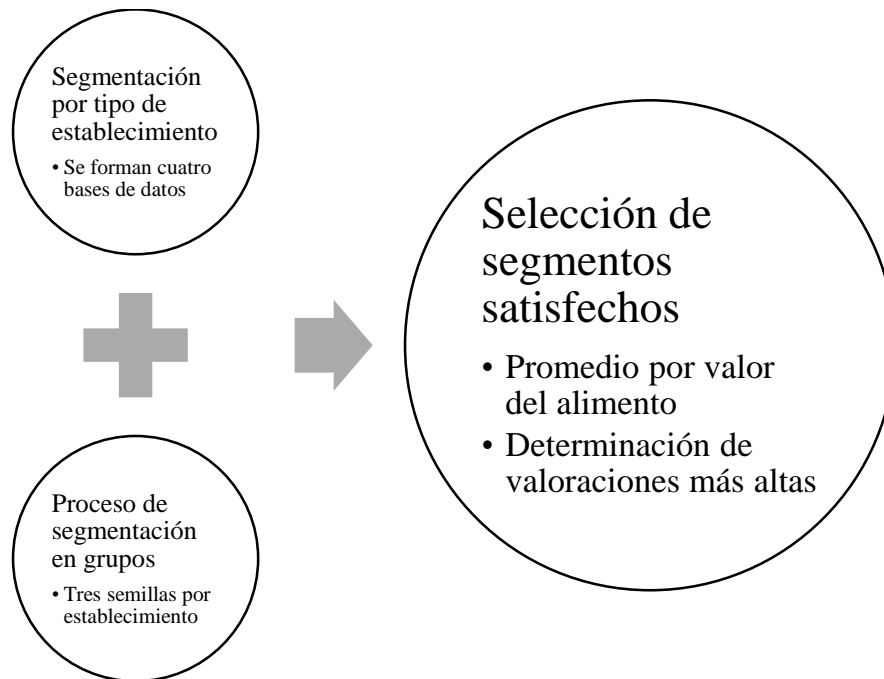 Segmentación
por tipo de
establecimiento
• Se forman cuatro
bases de datos
Proceso de
segmentación
en grupos
• Tres semillas por
establecimiento
Selección de
segmentos
satisfechos
• Promedio por valor
del alimento
• Determinación de
valoraciones más altas